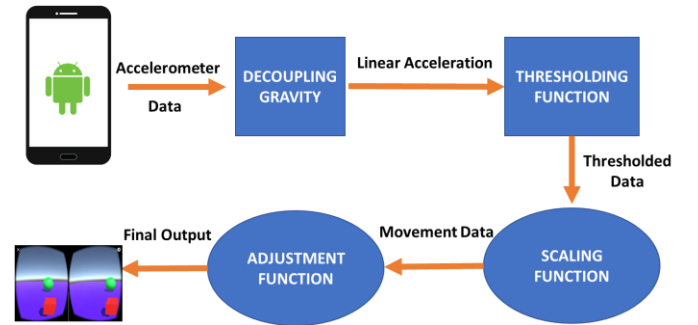 Accelerometer
Data
DECOUPLING
GRAVITY
Linear Acceleration
THRESHOLDING
FUNCTION
Thresholded
Data
SCALING
FUNCTION
Movement Data
ADJUSTMENT
FUNCTION
Final Output